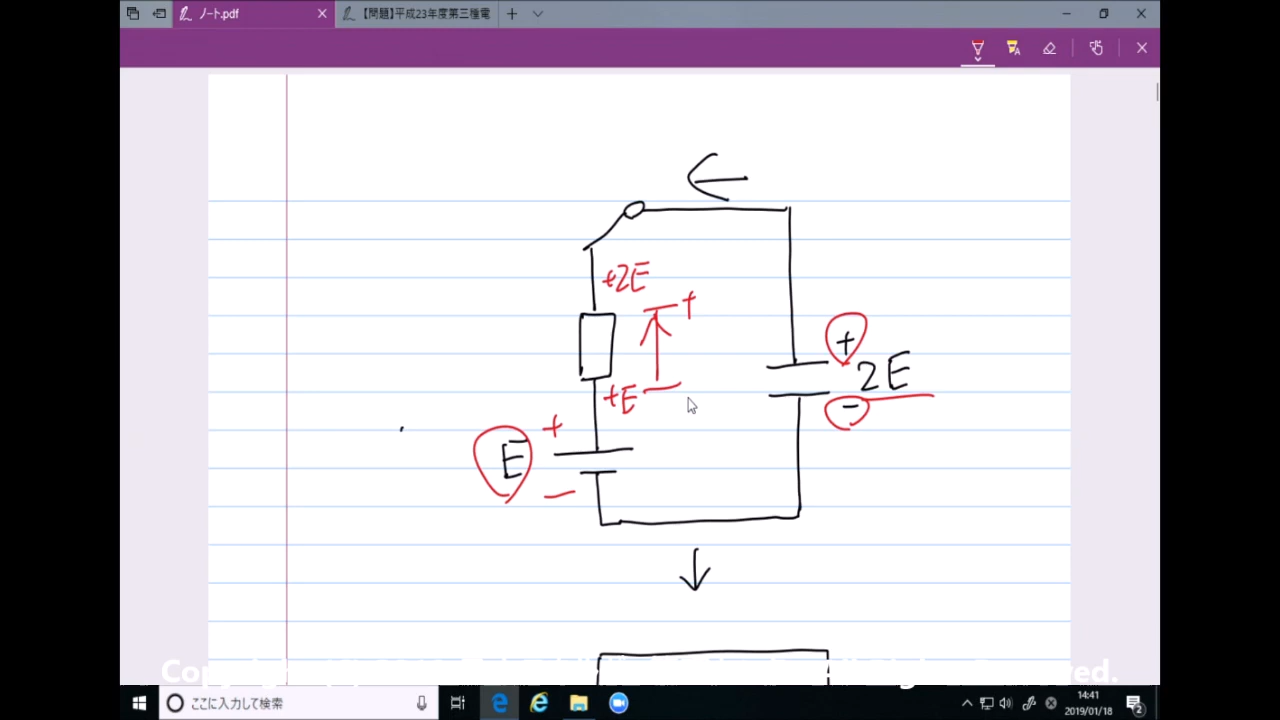 ノート.pdf
【問題】平成23年度第三種電
+2E
+
+E
+
E
−
+
2E
−
ここに入力して検索
14:41
2019/01/18
2